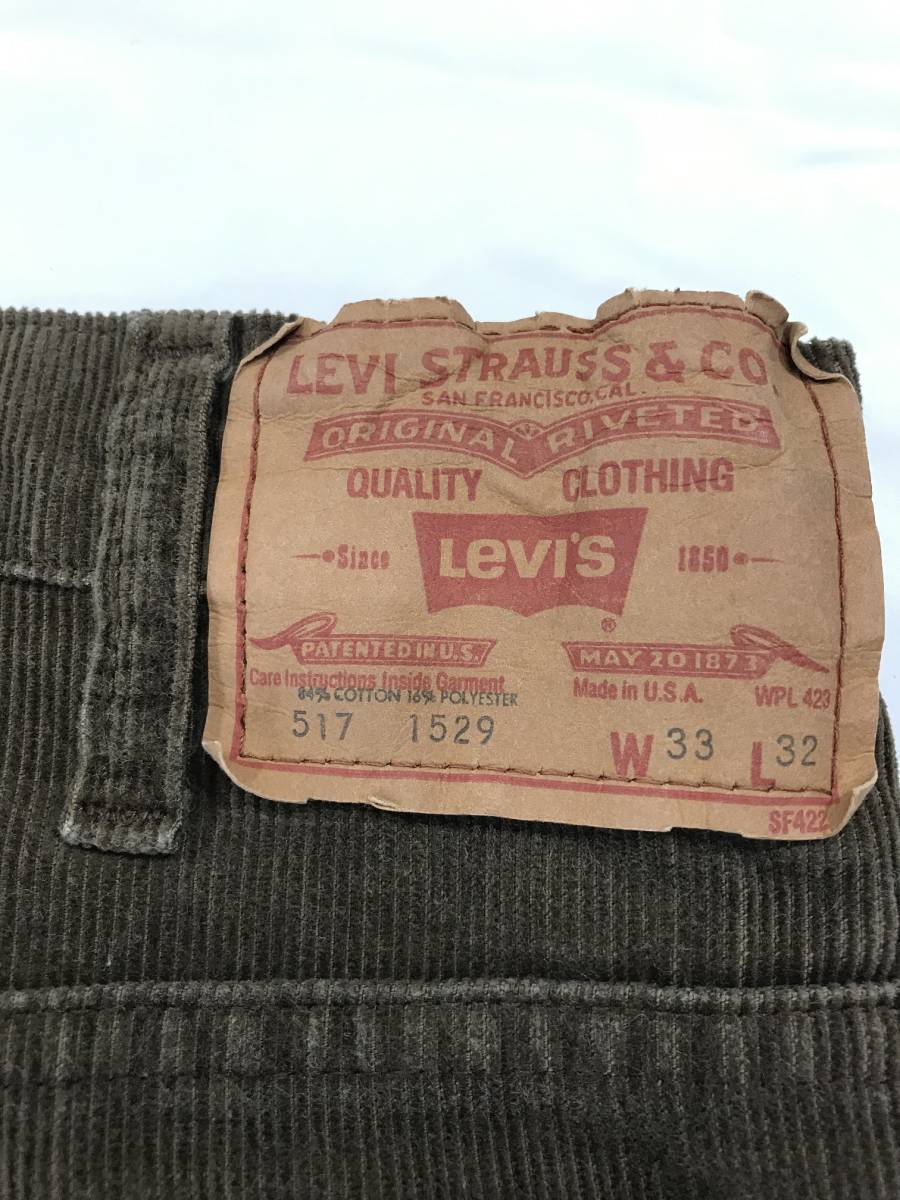 LEVI STRAUSS & CO
SAN FRANCISCO, CAL.
ORIGINAL RIVETED
QUALITY CLOTHING
Since LEVI'S 1850
®
PATENTED IN U.S. MAY 20 1873
Care Instructions Inside Garment Made in U.S.A. WPL 423
84% COTTON 16% POLYESTER
517 1529 W 33 L 32
SF422